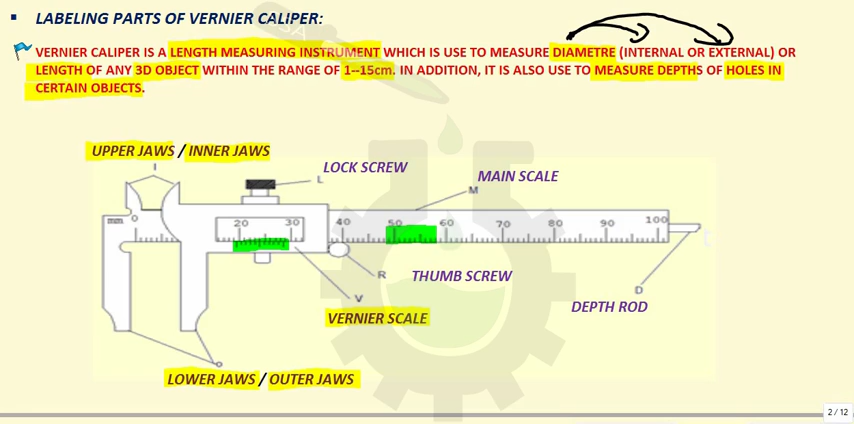 LABELING PARTS OF VERNIER CALIPER:
VERNIER CALIPER IS A LENGTH MEASURING INSTRUMENT WHICH IS USE TO MEASURE DIAMETRE (INTERNAL OR EXTERNAL) OR
LENGTH OF ANY 3D OBJECT WITHIN THE RANGE OF 1--15cm. IN ADDITION, IT IS ALSO USE TO MEASURE DEPTHS OF HOLES IN
CERTAIN OBJECTS.
UPPER JAWS / INNER JAWS
I
LOCK SCREW
L
MAIN SCALE
M
mm 0 20 30 40 50 60 70 80 90 100
R
THUMB SCREW
V
VERNIER SCALE
D
DEPTH ROD
LOWER JAWS / OUTER JAWS
2 / 12